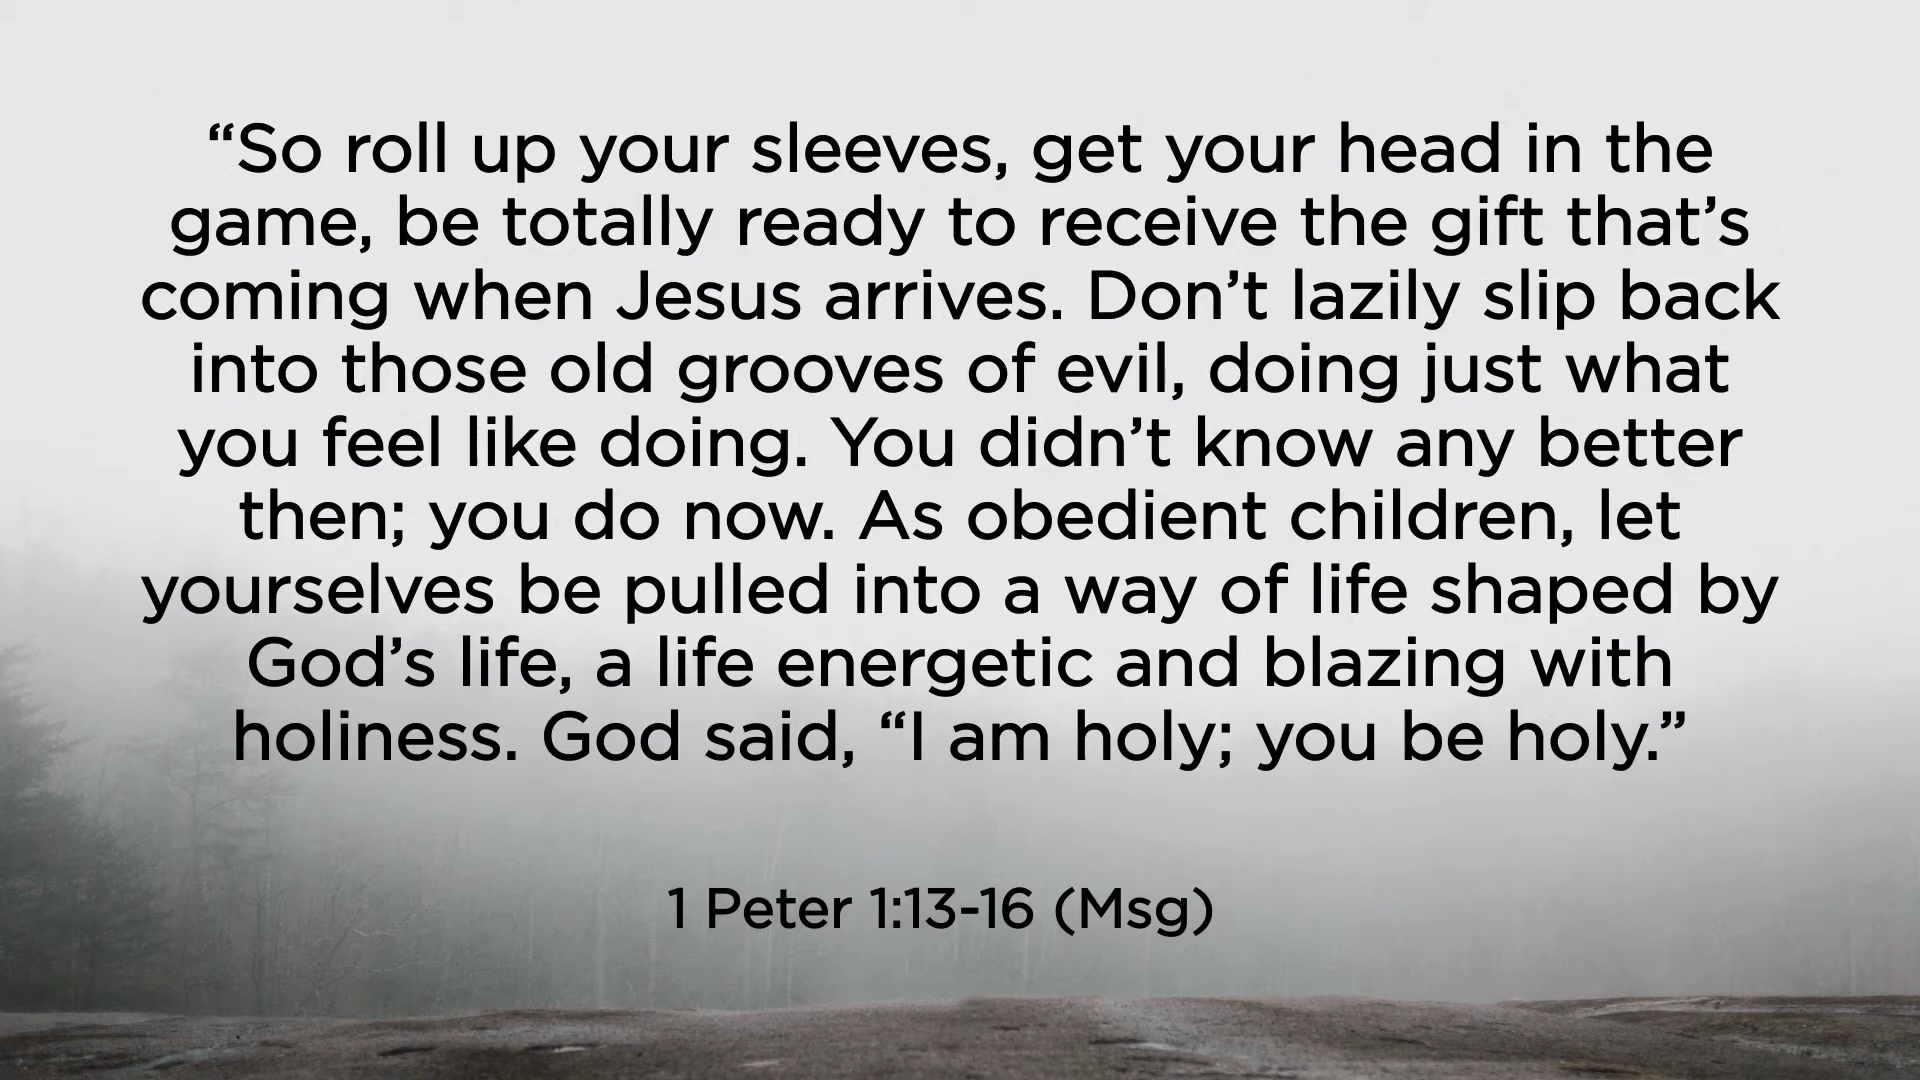 “So roll up your sleeves, get your head in the
game, be totally ready to receive the gift that’s
coming when Jesus arrives. Don’t lazily slip back
into those old grooves of evil, doing just what
you feel like doing. You didn’t know any better
then; you do now. As obedient children, let
yourselves be pulled into a way of life shaped by
God’s life, a life energetic and blazing with
holiness. God said, “I am holy; you be holy.”
1 Peter 1:13-16 (Msg)